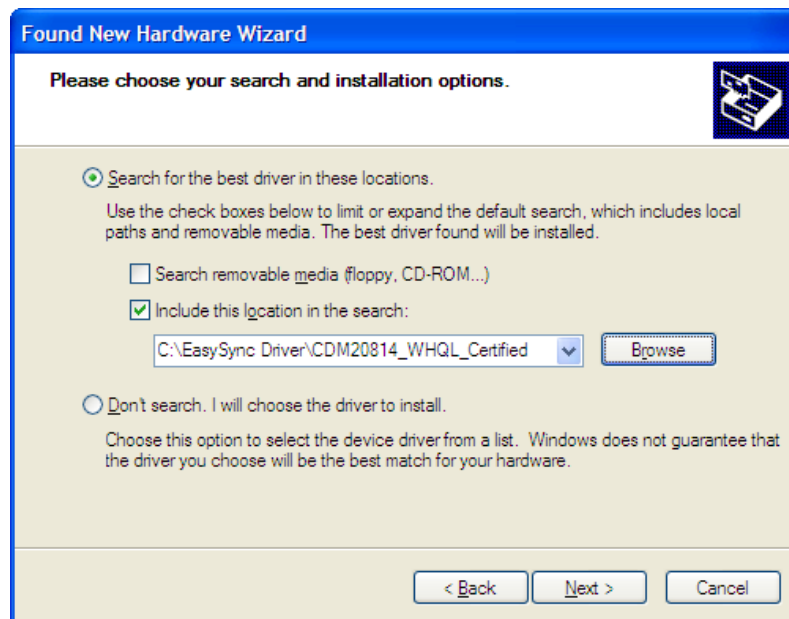 Found New Hardware Wizard
Please choose your search and installation options.
Search for the best driver in these locations.
Use the check boxes below to limit or expand the default search, which includes local
paths and removable media. The best driver found will be installed.
Search removable media (floppy, CD-ROM...)
Include this location in the search:
C:\EasySync Driver\CDM20814_WHQL_Certified
Browse
Don't search. I will choose the driver to install.
Choose this option to select the device driver from a list. Windows does not guarantee that
the driver you choose will be the best match for your hardware.
< Back Next > Cancel